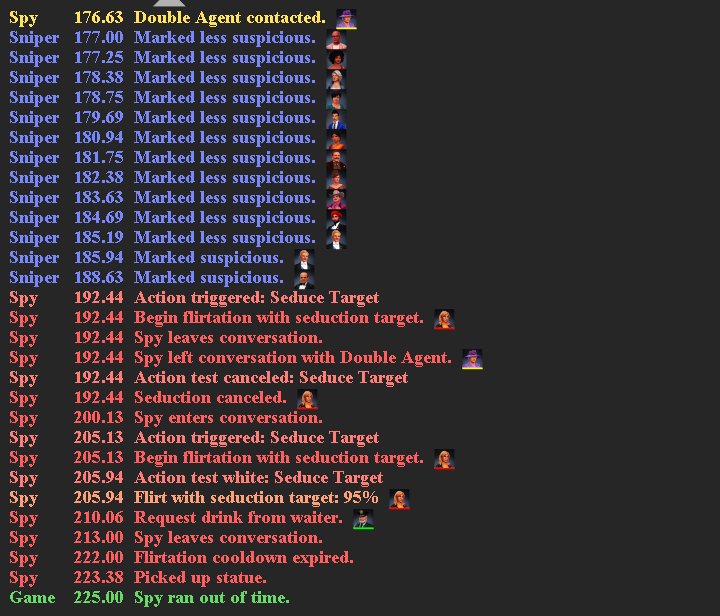 Spy 176.63 Double Agent contacted.
Sniper 177.00 Marked less suspicious.
Sniper 177.25 Marked less suspicious.
Sniper 178.38 Marked less suspicious.
Sniper 178.75 Marked less suspicious.
Sniper 179.69 Marked less suspicious.
Sniper 180.94 Marked less suspicious.
Sniper 181.75 Marked less suspicious.
Sniper 182.38 Marked less suspicious.
Sniper 183.63 Marked less suspicious.
Sniper 184.69 Marked less suspicious.
Sniper 185.19 Marked less suspicious.
Sniper 185.94 Marked suspicious.
Sniper 188.63 Marked suspicious.
Spy 192.44 Action triggered: Seduce Target
Spy 192.44 Begin flirtation with seduction target.
Spy 192.44 Spy leaves conversation.
Spy 192.44 Spy left conversation with Double Agent.
Spy 192.44 Action test canceled: Seduce Target
Spy 192.44 Seduction canceled.
Spy 200.13 Spy enters conversation.
Spy 205.13 Action triggered: Seduce Target
Spy 205.13 Begin flirtation with seduction target.
Spy 205.94 Action test white: Seduce Target
Spy 205.94 Flirt with seduction target: 95%
Spy 210.06 Request drink from waiter.
Spy 213.00 Spy leaves conversation.
Spy 222.00 Flirtation cooldown expired.
Spy 223.38 Picked up statue.
Game 225.00 Spy ran out of time.